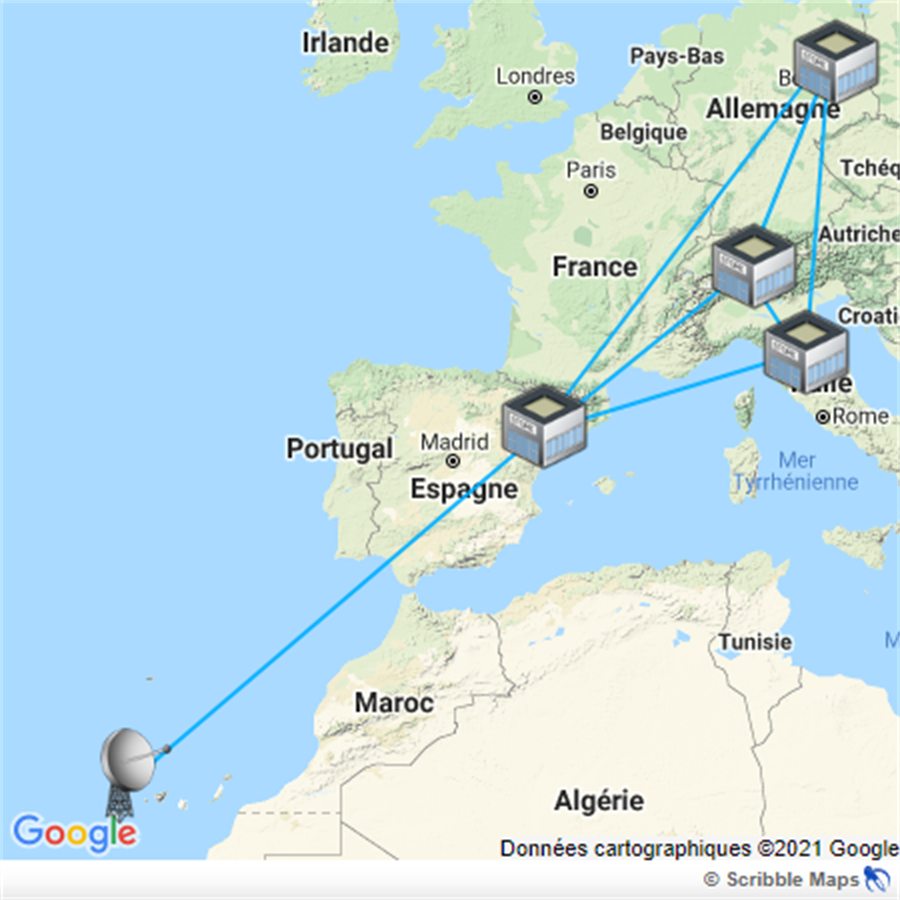 Irlande
Pays-Bas
Londres
Allemagne
Belgique
Paris
Tchéq
Autriche
France
Croati
Rome
Madrid
Portugal
Mer
Tyrrhénienne
Espagne
Tunisie
M
Maroc
Algérie
Google
Données cartographiques ©2021 Google
© Scribble Maps